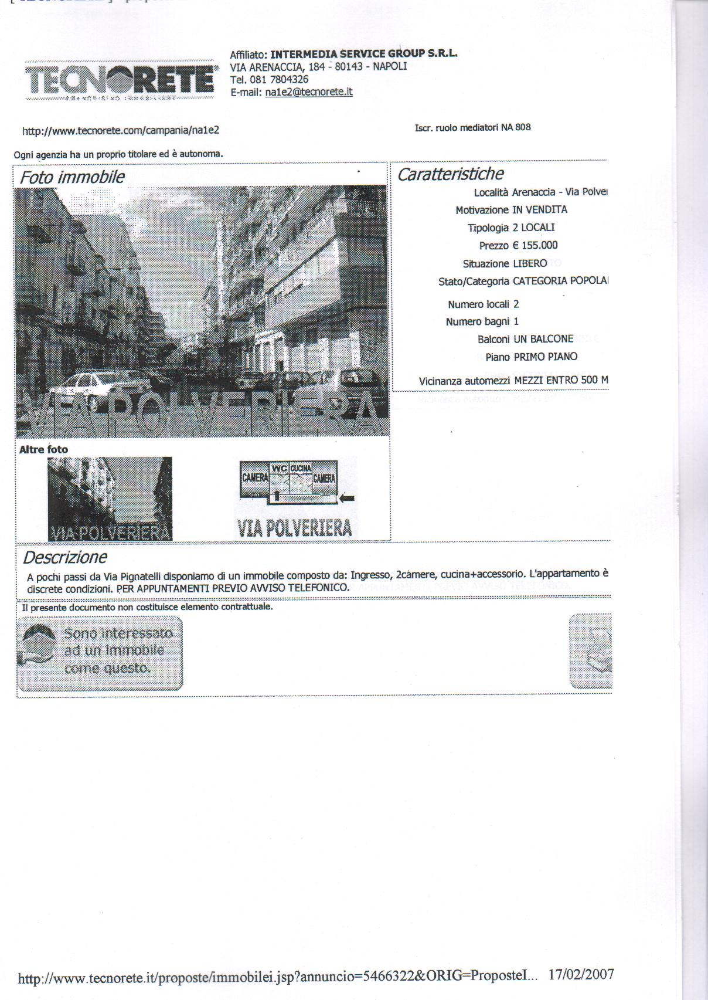 Affiliato: INTERMEDIA SERVICE GROUP S.R.L.
VIA ARENACCIA, 184 - 80143 - NAPOLI
TECNORETE
Tel. 081 7804326
E-mail: na1e2@tecnorete.it
http://www.tecnorete.com/campania/na1e2
Iscr. ruolo mediatori NA 808
Ogni agenzia ha un proprio titolare ed è autonoma.
Foto immobile
VIA POLVERIERA
Altre foto
VIA POLVERIERA
CAMERA WC CUCINA CAMERA
VIA POLVERIERA
Caratteristiche
Località Arenaccia - Via Polve
Motivazione IN VENDITA
Tipologia 2 LOCALI
Prezzo € 155.000
Situazione LIBERO
Stato/Categoria CATEGORIA POPOLA
Numero locali 2
Numero bagni 1
Balconi UN BALCONE
Piano PRIMO PIANO
Vicinanza automezzi MEZZI ENTRO 500 M
Descrizione
A pochi passi da Via Pignatelli disponiamo di un immobile composto da: Ingresso, 2camere, cucina+accessorio. L'appartamento è
discrete condizioni. PER APPUNTAMENTI PREVIO AVVISO TELEFONICO.
Il presente documento non costituisce elemento contrattuale.
Sono interessato
ad un immobile
come questo.
http://www.tecnorete.it/proposte/immobilei.jsp?annuncio=5466322&ORIG=ProposteI... 17/02/2007